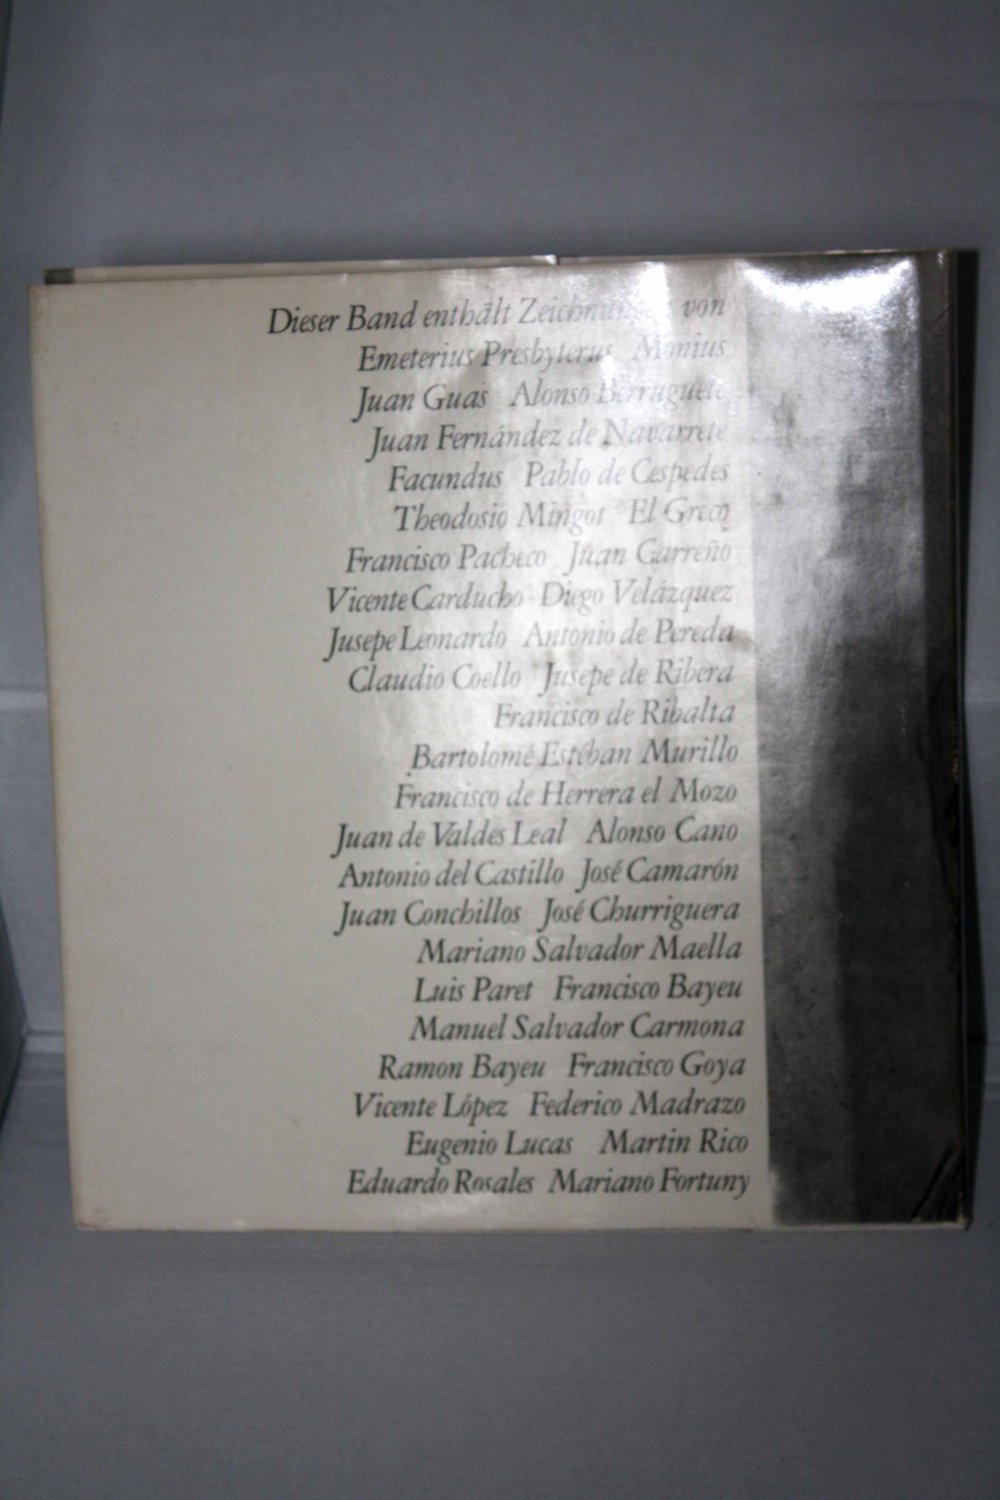 Dieser Band enthält Zeichnungen von
Emeterius Presbyterus Monius
Juan Guas Alonso Berruguete
Juan Fernández de Navarrete
Facundus Pablo de Cespedes
Theodosio Mingot El Greco
Francisco Pacheco Juan Carreño
Vicente Carducho Diego Velázquez
Jusepe Leonardo Antonio de Pereda
Claudio Coello Jusepe de Ribera
Francisco de Ribalta
Bartolomé Estéban Murillo
Francisco de Herrera el Mozo
Juan de Valdes Leal Alonso Cano
Antonio del Castillo José Camarón
Juan Conchillos José Churriguera
Mariano Salvador Maella
Luis Paret Francisco Bayeu
Manuel Salvador Carmona
Ramon Bayeu Francisco Goya
Vicente López Federico Madrazo
Eugenio Lucas Martin Rico
Eduardo Rosales Mariano Fortuny